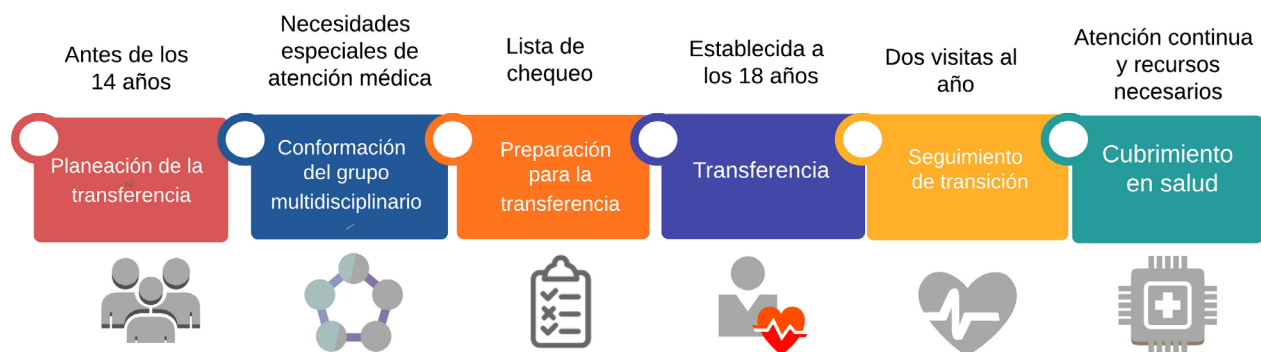 Antes de los
14 años
Necesidades
especiales de
atención médica
Lista de
chequeo
Establecida a
los 18 años
Dos visitas al
año
Atención continua
y recursos
necesarios
Planeación de la
transferencia
Conformación
del grupo
multidisciplinario
Preparación
para la
transferencia
Transferencia
Seguimiento
de transición
Cubrimiento
en salud